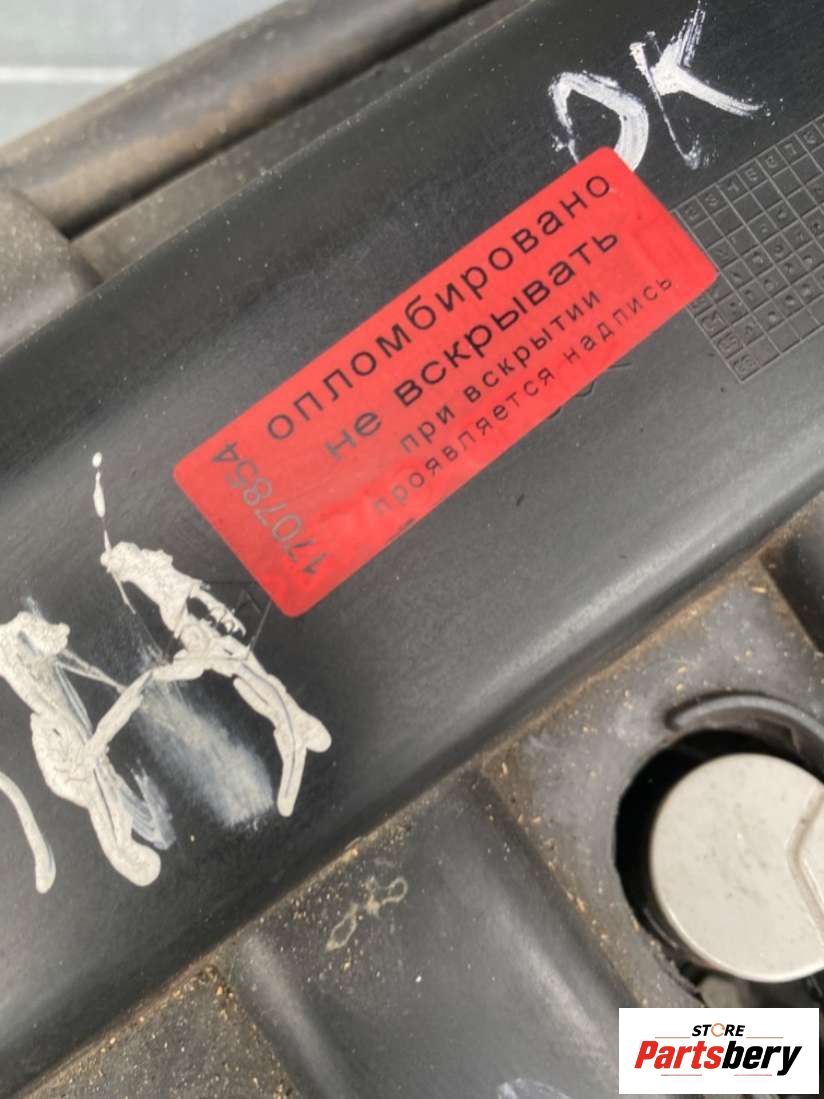 OK
опломбировано
не вскрывать
при вскрытии
проявляется надпись
1707854
STORE
Partsbery